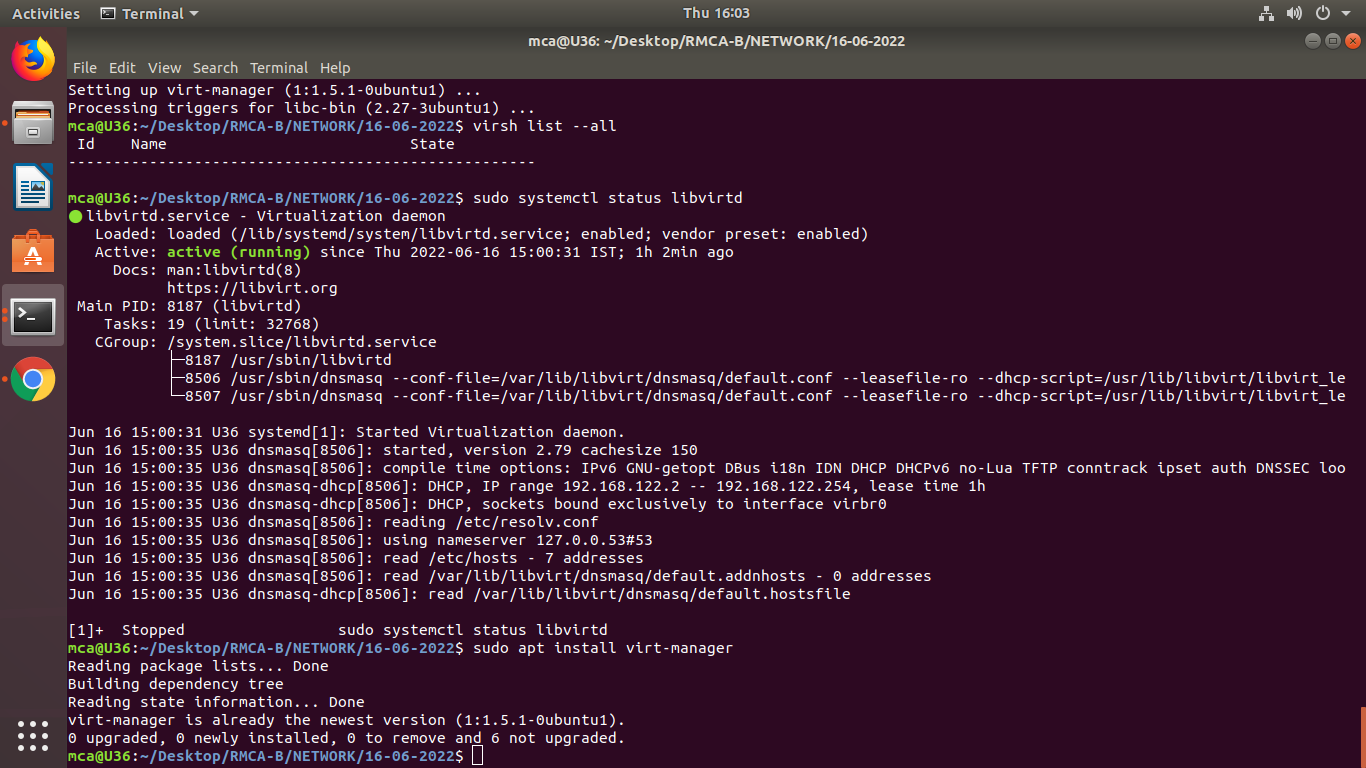 Activities Terminal Thu 16:03
mca@U36: ~/Desktop/RMCA-B/NETWORK/16-06-2022
File Edit View Search Terminal Help
Setting up virt-manager (1:1.5.1-0ubuntu1) ...
Processing triggers for libc-bin (2.27-3ubuntu1) ...
mca@U36:~/Desktop/RMCA-B/NETWORK/16-06-2022$ virsh list --all
 Id    Name                           State
----------------------------------------------------
mca@U36:~/Desktop/RMCA-B/NETWORK/16-06-2022$ sudo systemctl status libvirtd
● libvirtd.service - Virtualization daemon
   Loaded: loaded (/lib/systemd/system/libvirtd.service; enabled; vendor preset: enabled)
   Active: active (running) since Thu 2022-06-16 15:00:31 IST; 1h 2min ago
     Docs: man:libvirtd(8)
           https://libvirt.org
 Main PID: 8187 (libvirtd)
    Tasks: 19 (limit: 32768)
   CGroup: /system.slice/libvirtd.service
           ├─8187 /usr/sbin/libvirtd
           ├─8506 /usr/sbin/dnsmasq --conf-file=/var/lib/libvirt/dnsmasq/default.conf --leasefile-ro --dhcp-script=/usr/lib/libvirt/libvirt_le
           └─8507 /usr/sbin/dnsmasq --conf-file=/var/lib/libvirt/dnsmasq/default.conf --leasefile-ro --dhcp-script=/usr/lib/libvirt/libvirt_le
Jun 16 15:00:31 U36 systemd[1]: Started Virtualization daemon.
Jun 16 15:00:35 U36 dnsmasq[8506]: started, version 2.79 cachesize 150
Jun 16 15:00:35 U36 dnsmasq[8506]: compile time options: IPv6 GNU-getopt DBus i18n IDN DHCP DHCPv6 no-Lua TFTP conntrack ipset auth DNSSEC loo
Jun 16 15:00:35 U36 dnsmasq-dhcp[8506]: DHCP, IP range 192.168.122.2 -- 192.168.122.254, lease time 1h
Jun 16 15:00:35 U36 dnsmasq-dhcp[8506]: DHCP, sockets bound exclusively to interface virbr0
Jun 16 15:00:35 U36 dnsmasq[8506]: reading /etc/resolv.conf
Jun 16 15:00:35 U36 dnsmasq[8506]: using nameserver 127.0.0.53#53
Jun 16 15:00:35 U36 dnsmasq[8506]: read /etc/hosts - 7 addresses
Jun 16 15:00:35 U36 dnsmasq[8506]: read /var/lib/libvirt/dnsmasq/default.addnhosts - 0 addresses
Jun 16 15:00:35 U36 dnsmasq-dhcp[8506]: read /var/lib/libvirt/dnsmasq/default.hostsfile
[1]+  Stopped                 sudo systemctl status libvirtd
mca@U36:~/Desktop/RMCA-B/NETWORK/16-06-2022$ sudo apt install virt-manager
Reading package lists... Done
Building dependency tree
Reading state information... Done
virt-manager is already the newest version (1:1.5.1-0ubuntu1).
0 upgraded, 0 newly installed, 0 to remove and 6 not upgraded.
mca@U36:~/Desktop/RMCA-B/NETWORK/16-06-2022$